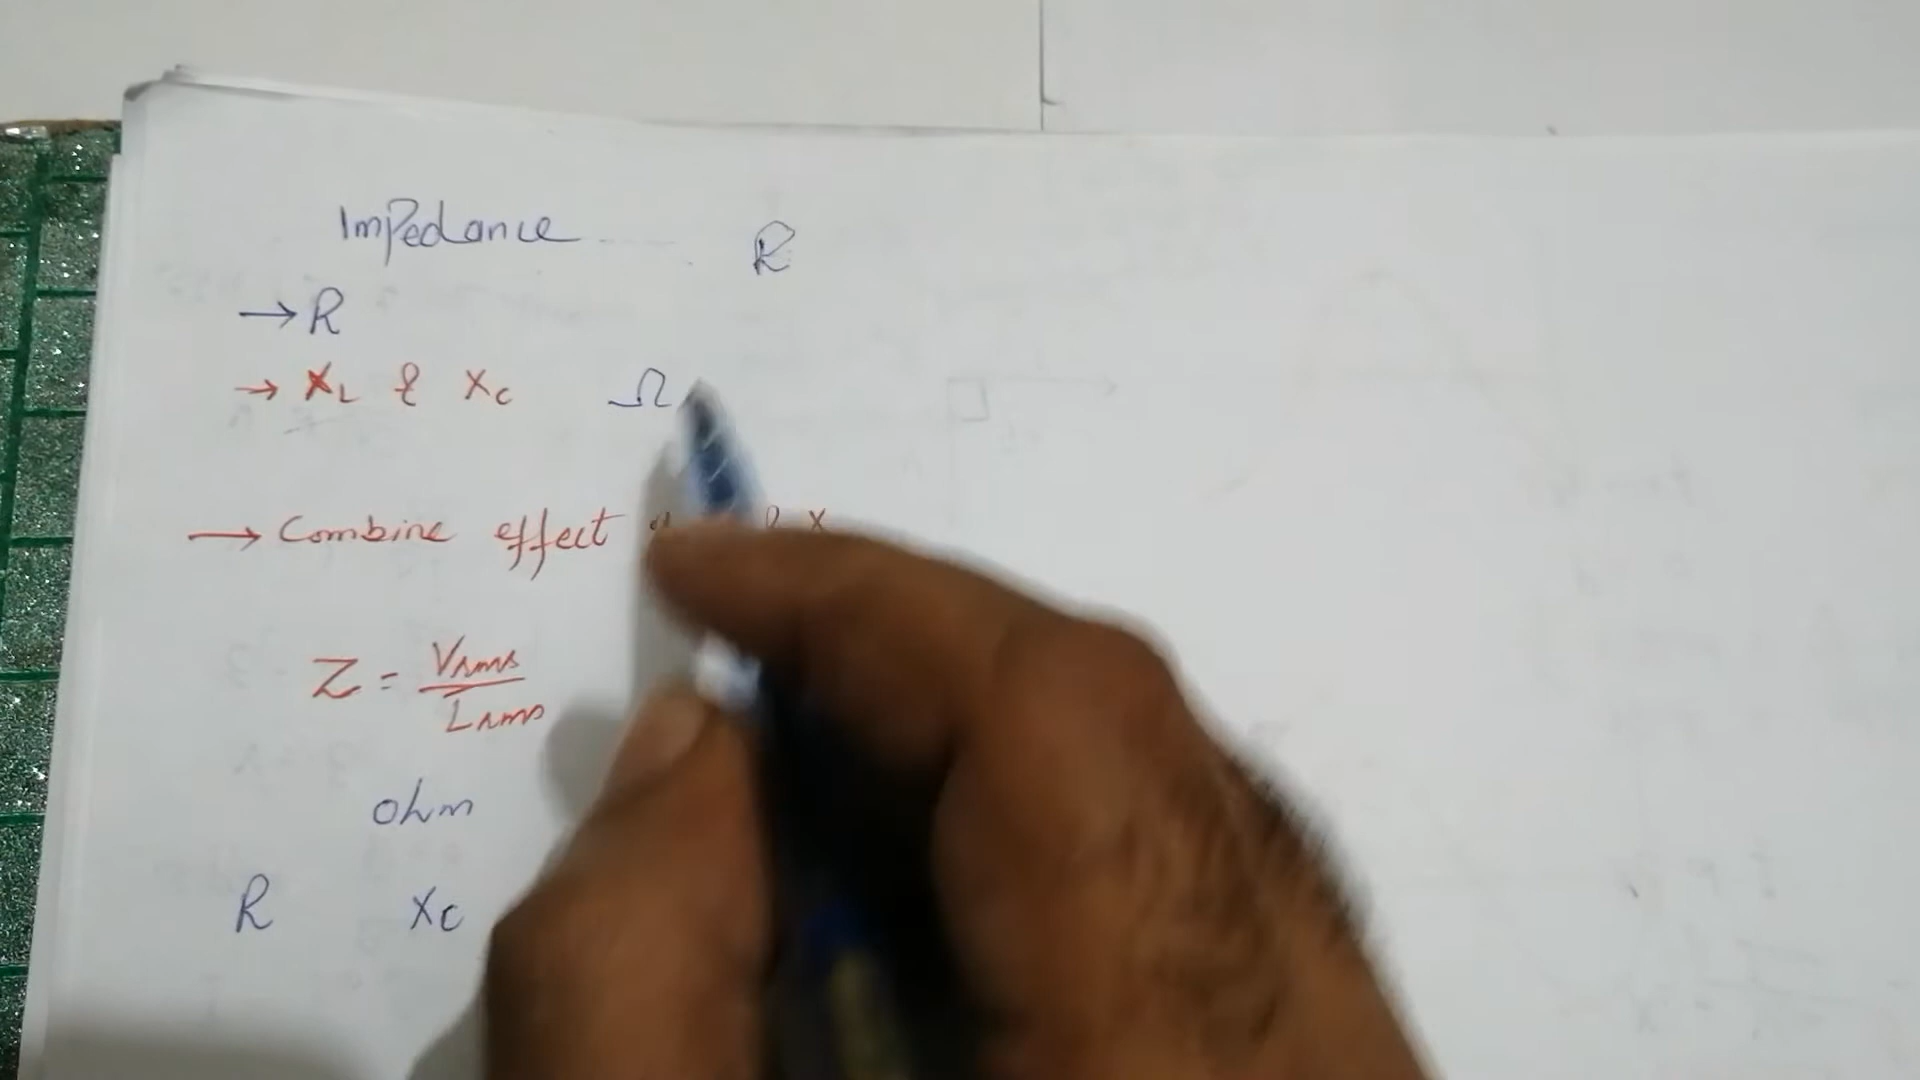 Impedance R
→ R
→ XL & XC Ω
→ Combine effect
Z = Vrms / Irms
ohm
R XC